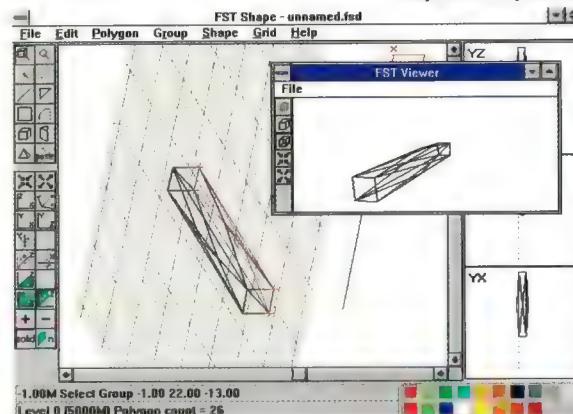 FST Shape - unnamed.fsd
File Edit Polygon Group Shape Grid Help
YZ
FST Viewer
File
YX
solid
-1.00M Select Group -1.00 22.00 -13.00
Level 0 (5000M) Polygon count = 26